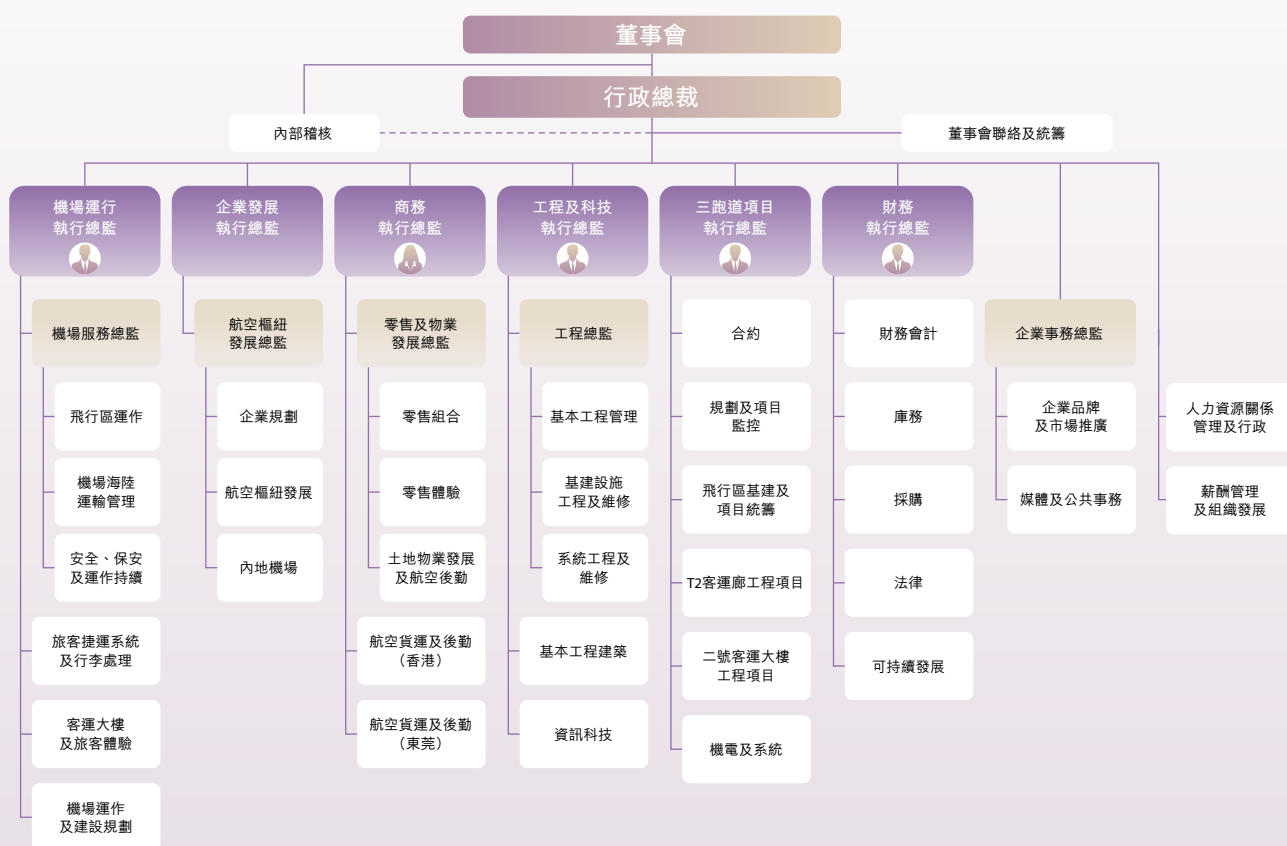 董事會
行政總裁
內部稽核
董事會聯絡及統籌
機場運行
執行總監
機場服務總監
飛行區運作
機場海陸
運輸管理
安全、保安
及運作持續
旅客捷運系統
及行李處理
客運大樓
及旅客體驗
機場運作
及建設規劃
企業發展
執行總監
航空樞紐
發展總監
企業規劃
航空樞紐發展
內地機場
商務
執行總監
零售及物業
發展總監
零售組合
零售體驗
土地物業發展
及航空後勤
航空貨運及後勤
（香港）
航空貨運及後勤
（東莞）
工程及科技
執行總監
工程總監
基本工程管理
基建設施
工程及維修
系統工程及
維修
基本工程建築
資訊科技
三跑道項目
執行總監
合約
規劃及項目
監控
飛行區基建及
項目統籌
T2客運廊工程項目
二號客運大樓
工程項目
機電及系統
財務
執行總監
財務會計
庫務
採購
法律
可持續發展
企業事務總監
企業品牌
及市場推廣
媒體及公共事務
人力資源關係
管理及行政
薪酬管理
及組織發展